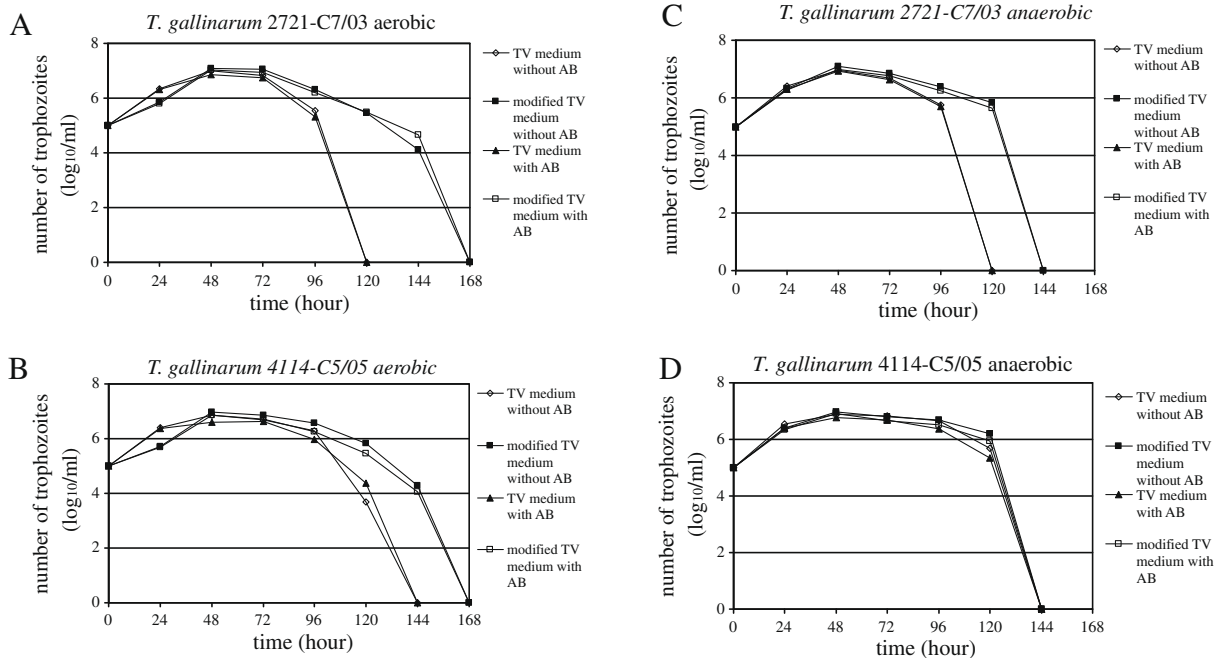 A
T. gallinarum 2721-C7/03 aerobic
number of trophozoites
(log10/ml)
8
6
4
2
0
0 24 48 72 96 120 144 168
time (hour)
TV medium
without AB
modified TV
medium
without AB
TV medium
with AB
modified TV
medium with
AB
B
T. gallinarum 4114-C5/05 aerobic
number of trophozoites
(log10/ml)
8
6
4
2
0
0 24 48 72 96 120 144 168
time (hour)
TV medium
without AB
modified TV
medium
without AB
TV medium
with AB
modified TV
medium with
AB
C
T. gallinarum 2721-C7/03 anaerobic
number of trophozoites
(log10/ml)
8
6
4
2
0
0 24 48 72 96 120 144 168
time (hour)
TV medium
without AB
modified TV
medium
without AB
TV medium
with AB
modified TV
medium with
AB
D
T. gallinarum 4114-C5/05 anaerobic
number of trophozoites
(log10/ml)
8
6
4
2
0
0 24 48 72 96 120 144 168
time (hour)
TV medium
without AB
modified TV
medium
without AB
TV medium
with AB
modified TV
medium with
AB